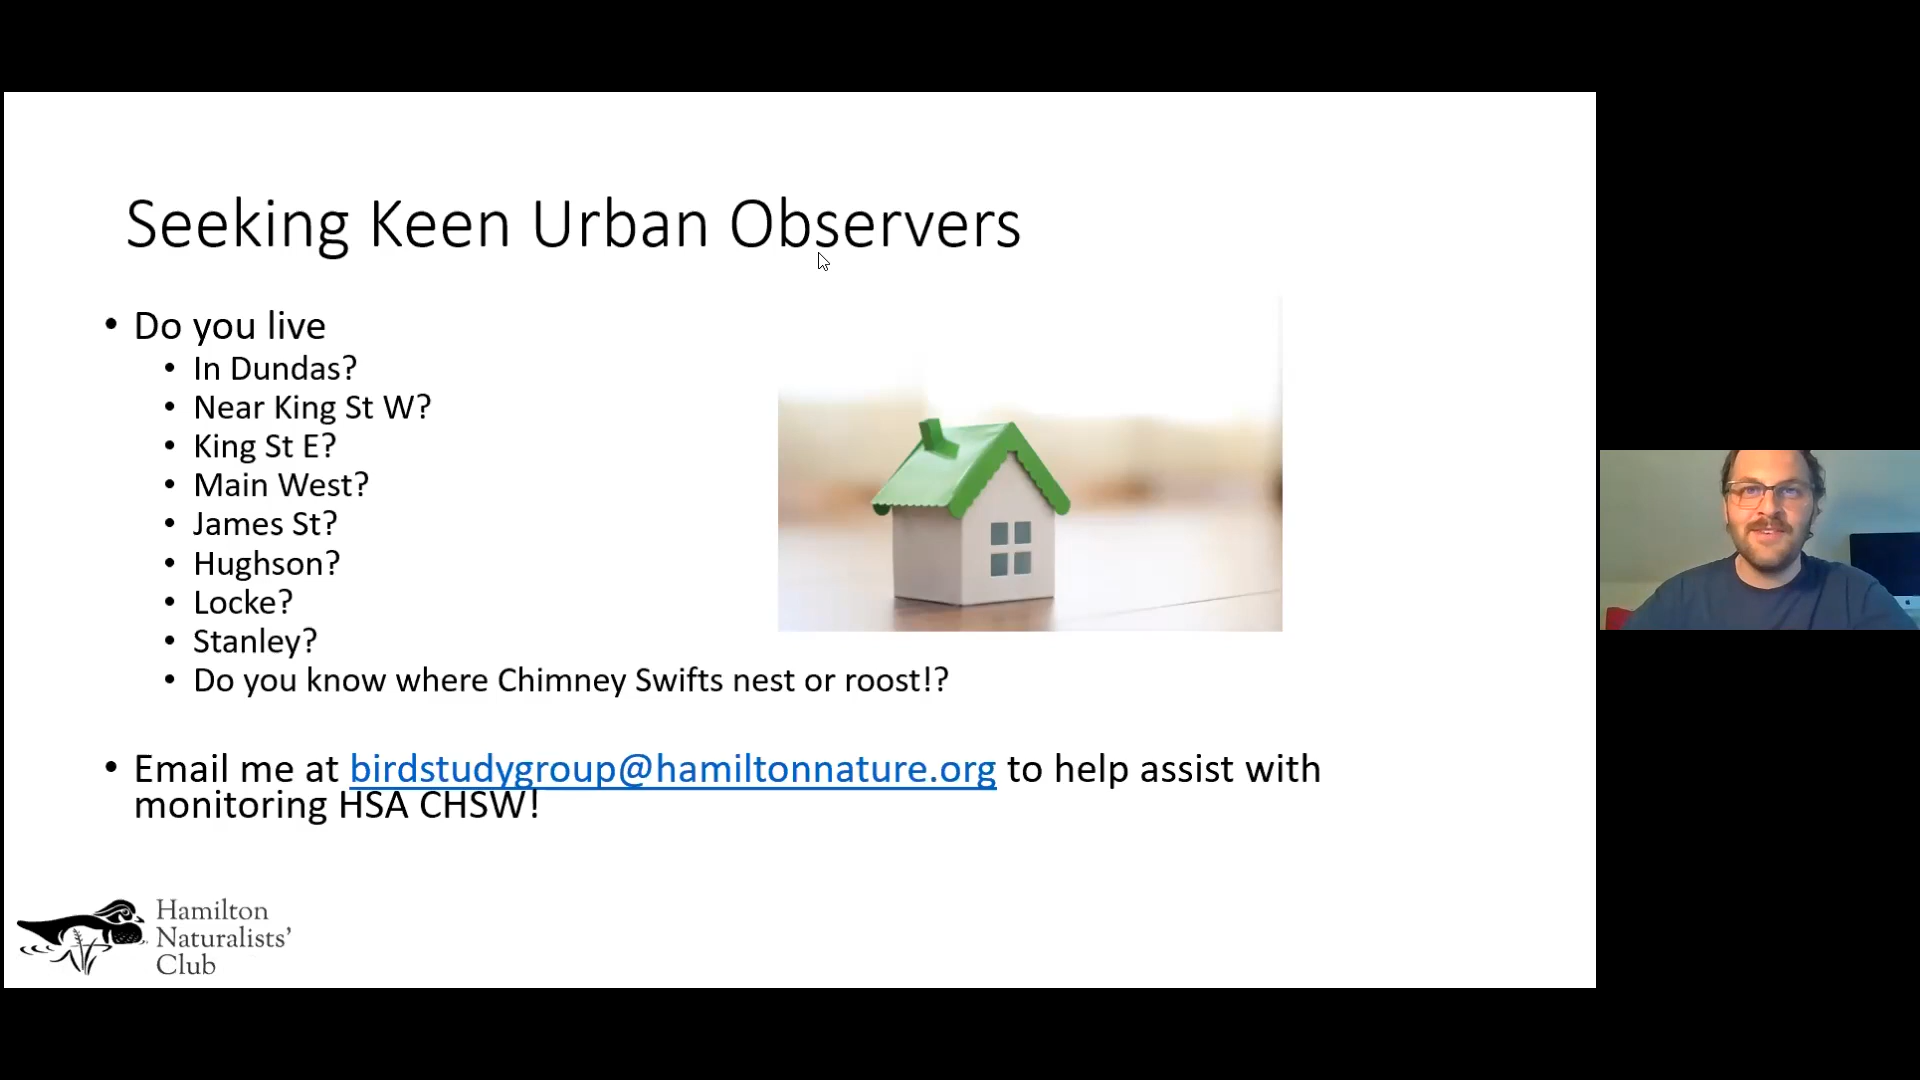 Seeking Keen Urban Observers
• Do you live
• In Dundas?
• Near King St W?
• King St E?
• Main West?
• James St?
• Hughson?
• Locke?
• Stanley?
• Do you know where Chimney Swifts nest or roost!?
• Email me at birdstudygroup@hamiltonnature.org to help assist with
monitoring HSA CHSW!
Hamilton
Naturalists’
Club